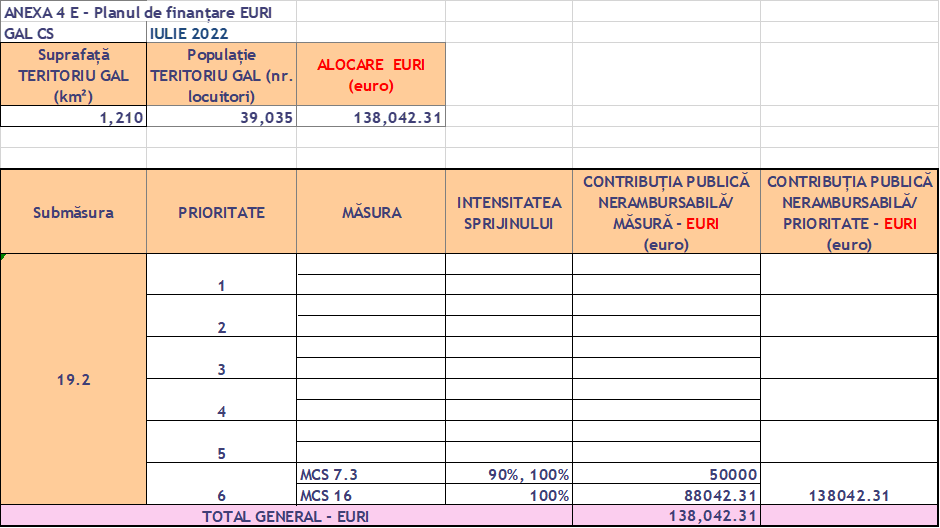 ANEXA 4 E - Planul de finanțare EURI
GAL CS IULIE 2022
Suprafață
TERITORIU GAL
(km²)
Populație
TERITORIU GAL (nr.
locuitori)
ALOCARE EURI
(euro)
1,210 39,035 138,042.31
Submăsura
PRIORITATE
MĂSURA
INTENSITATEA
SPRIJINULUI
CONTRIBUȚIA PUBLICĂ
NERAMBURSABILĂ/
MĂSURĂ - EURI
(euro)
CONTRIBUȚIA PUBLICĂ
NERAMBURSABILĂ/
PRIORITATE - EURI
(euro)
19.2
1
2
3
4
5
6
MCS 7.3 90%, 100% 50000
MCS 16 100% 88042.31 138042.31
TOTAL GENERAL - EURI 138,042.31